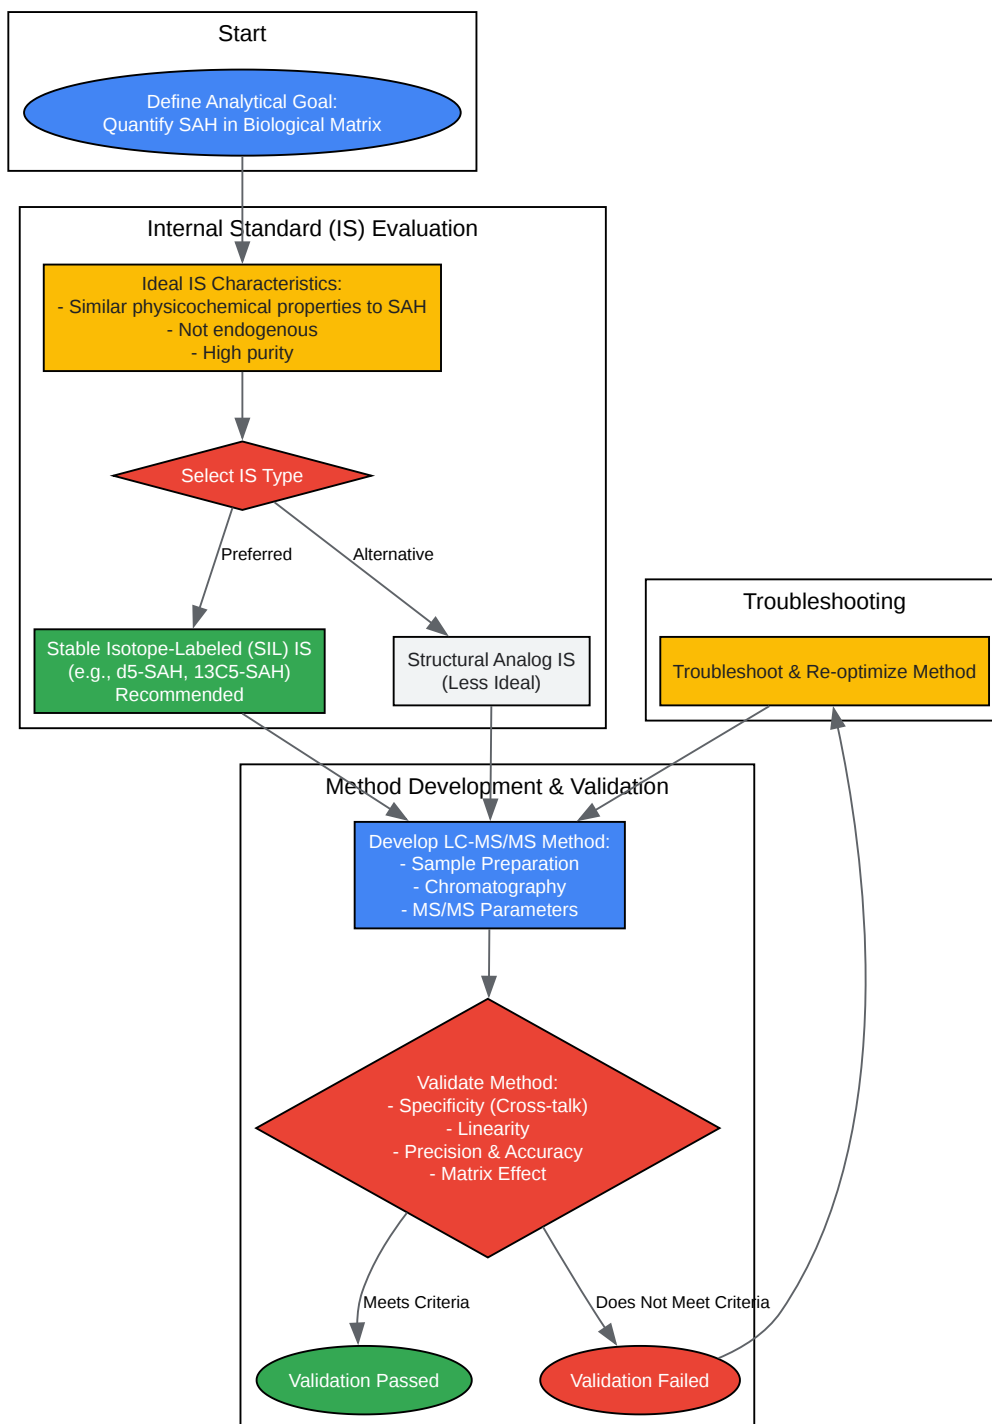 Start
Define Analytical Goal:
Quantify SAH in Biological Matrix
Internal Standard (IS) Evaluation
Ideal IS Characteristics:
- Similar physicochemical properties to SAH
- Not endogenous
- High purity
Select IS Type
Preferred
Alternative
Stable Isotope-Labeled (SIL) IS
(e.g., d5-SAH, 13C5-SAH)
Recommended
Structural Analog IS
(Less Ideal)
Troubleshooting
Troubleshoot & Re-optimize Method
Method Development & Validation
Develop LC-MS/MS Method:
- Sample Preparation
- Chromatography
- MS/MS Parameters
Validate Method:
- Specificity (Cross-talk)
- Linearity
- Precision & Accuracy
- Matrix Effect
Meets Criteria
Does Not Meet Criteria
Validation Passed
Validation Failed